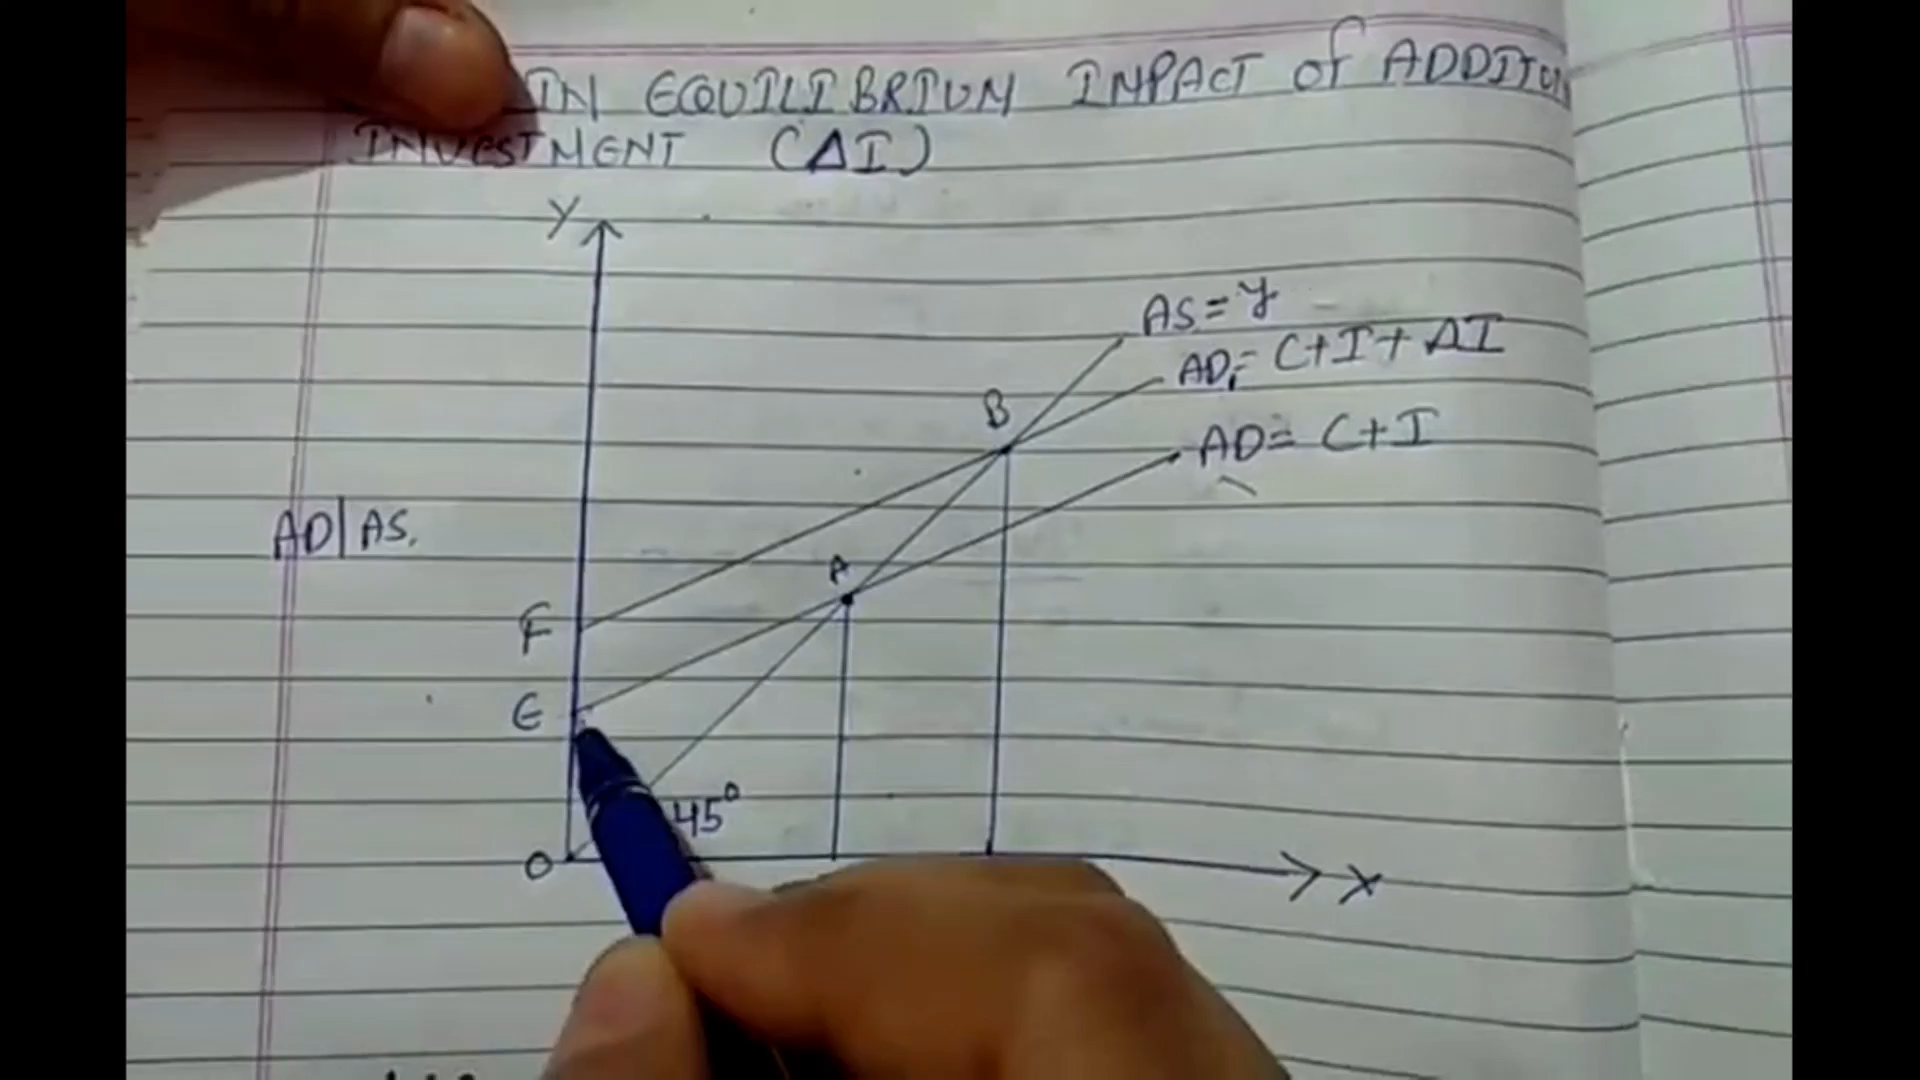 IN EQUILIBRIUM IMPACT of ADDITION
INVESTMENT (ΔI)
Y
AS = y
AD1 = C+I+ΔI
B
AD = C+I
AD|AS.
A
F
E
45°
O
X